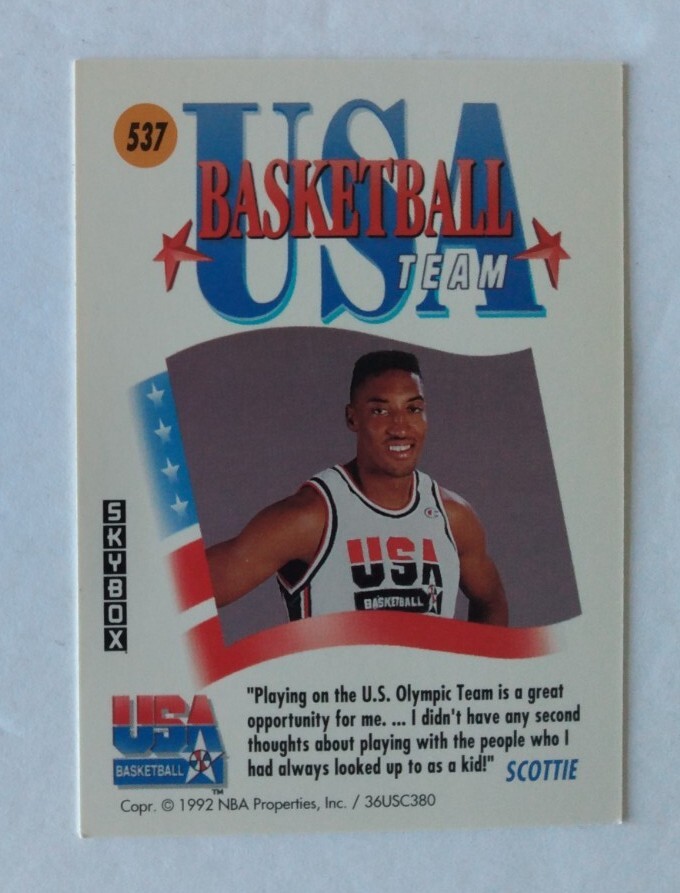 537
USA
BASKETBALL
TEAM
C
USA
BASKETBALL
SKYBOX
"Playing on the U.S. Olympic Team is a great
opportunity for me. ... I didn't have any second
thoughts about playing with the people who I
had always looked up to as a kid!" SCOTTIE
USA
BASKETBALL
™
Copr. © 1992 NBA Properties, Inc. / 36USC380